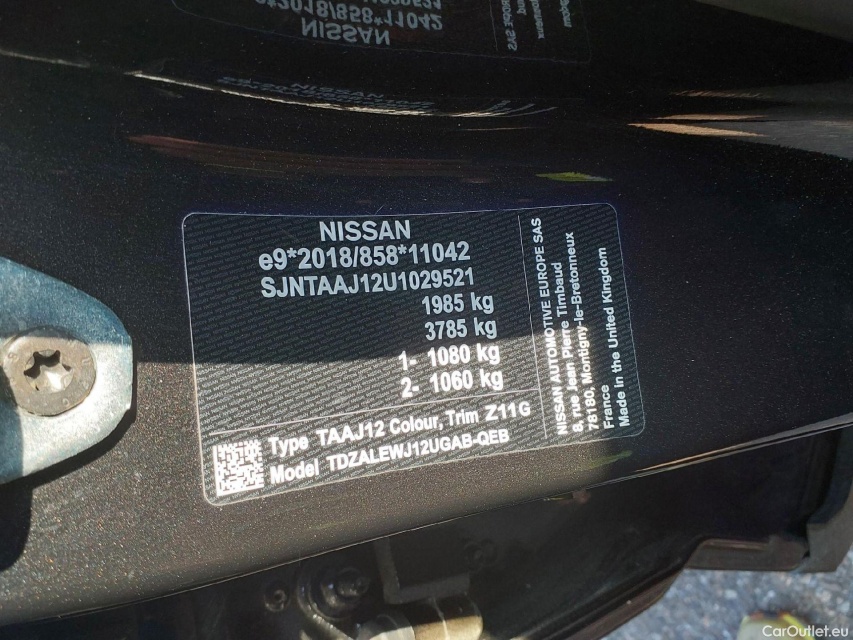 NISSAN
e9*2018/858*11042
SJNTAAJ12U1029521
1985 kg
3785 kg
1- 1080 kg
2- 1060 kg
Type TAAJ12 Colour, Trim Z11 G
Model TDZALEWJ12UGAB-QEB
NISSAN AUTOMOTIVE EUROPE SAS
8, rue Jean Pierre Timbaud
78180, Montigny-le-Bretonneux
France
Made in the United Kingdom
CarOutlet.eu